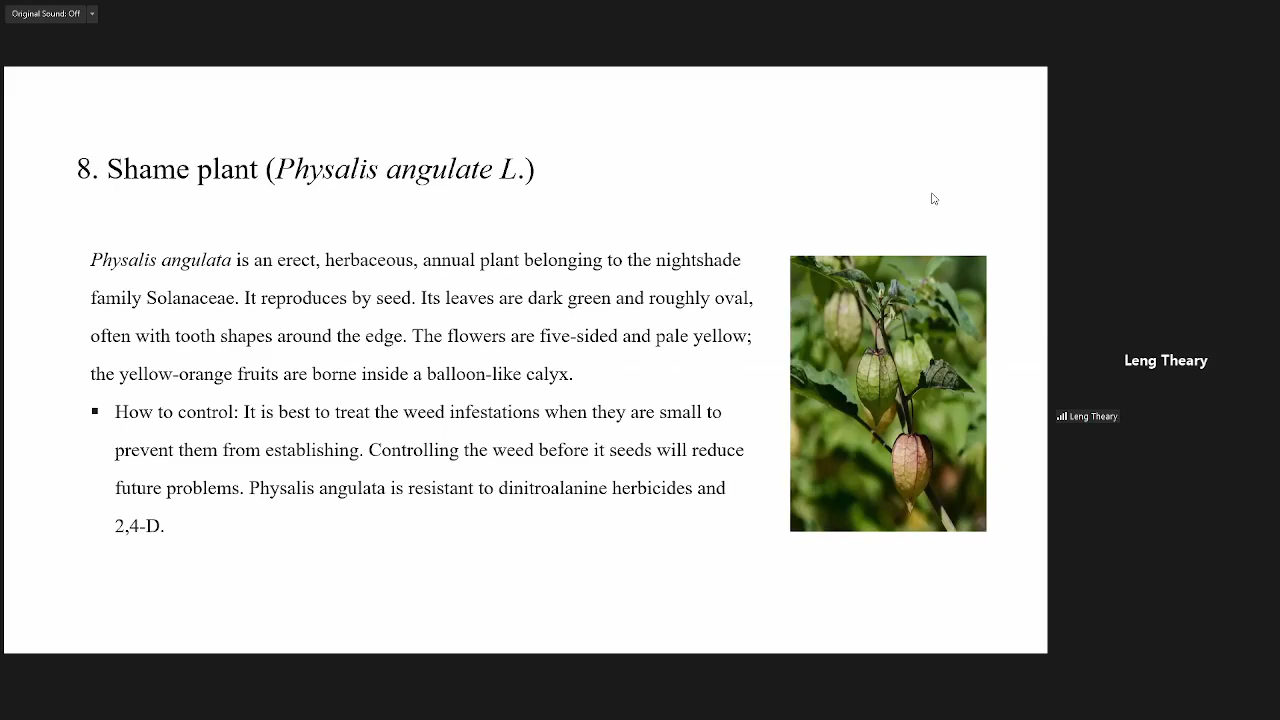 Original Sound: Off
8. Shame plant (Physalis angulate L.)
Physalis angulata is an erect, herbaceous, annual plant belonging to the nightshade
family Solanaceae. It reproduces by seed. Its leaves are dark green and roughly oval,
often with tooth shapes around the edge. The flowers are five-sided and pale yellow;
the yellow-orange fruits are borne inside a balloon-like calyx.
▪ How to control: It is best to treat the weed infestations when they are small to
prevent them from establishing. Controlling the weed before it seeds will reduce
future problems. Physalis angulata is resistant to dinitroalanine herbicides and
2,4-D.
Leng Theary
Leng Theary